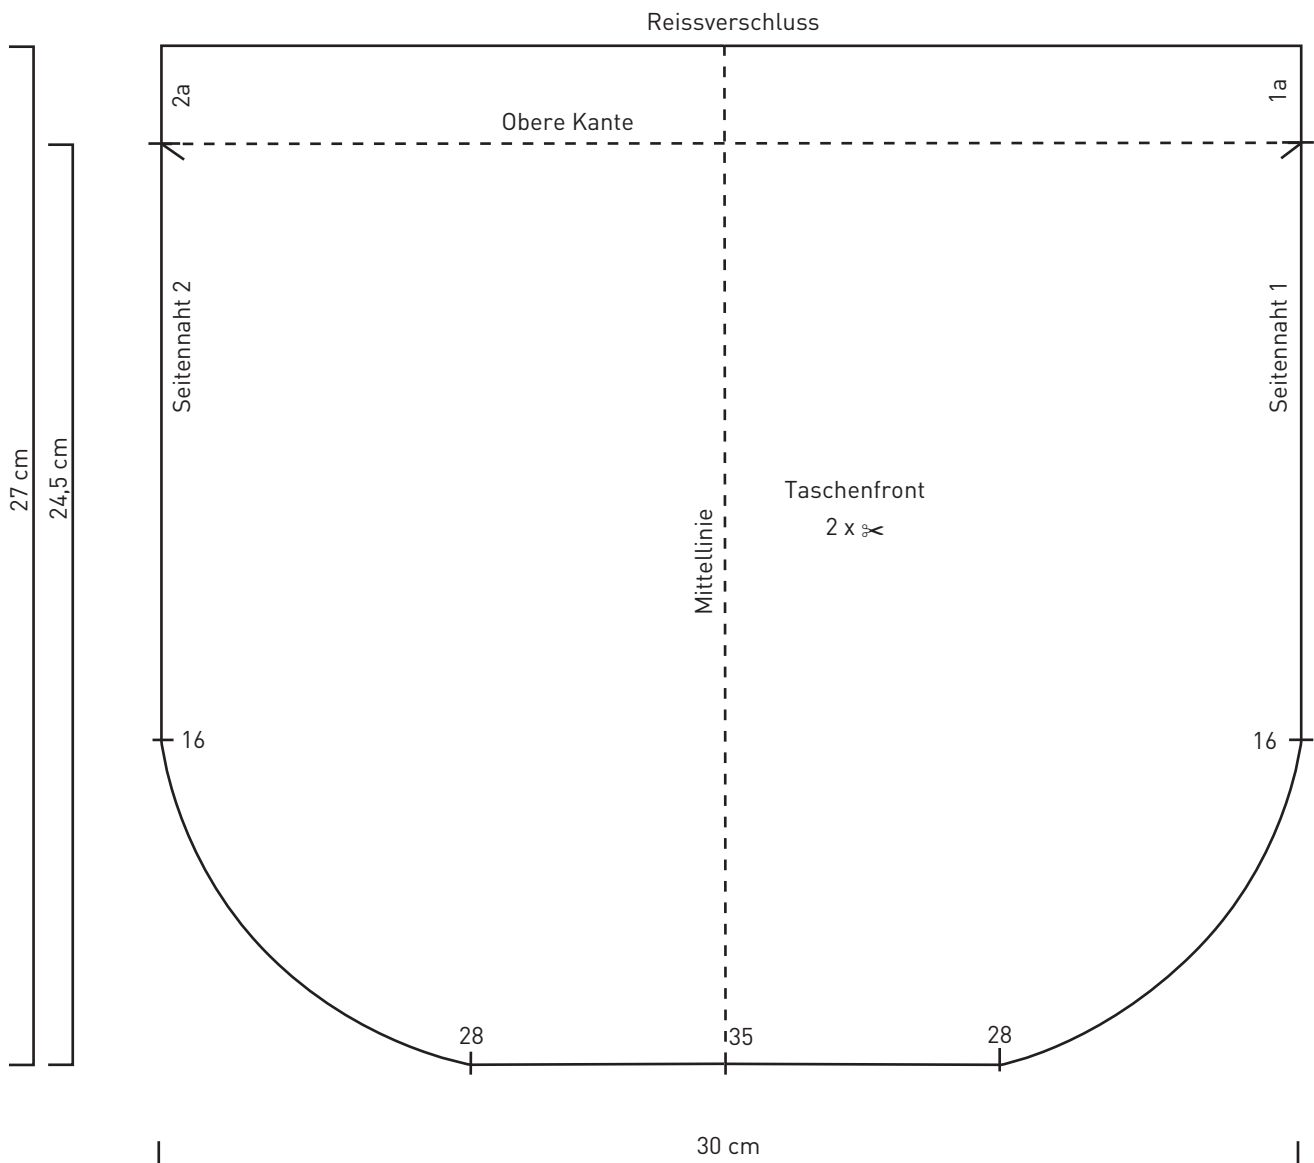 Reissverschluss
2a
1a
Obere Kante
Seitennaht 2
Seitennaht 1
27 cm
24,5 cm
Taschenfront
2 x ✂
Mittellinie
16
16
28
35
28
30 cm